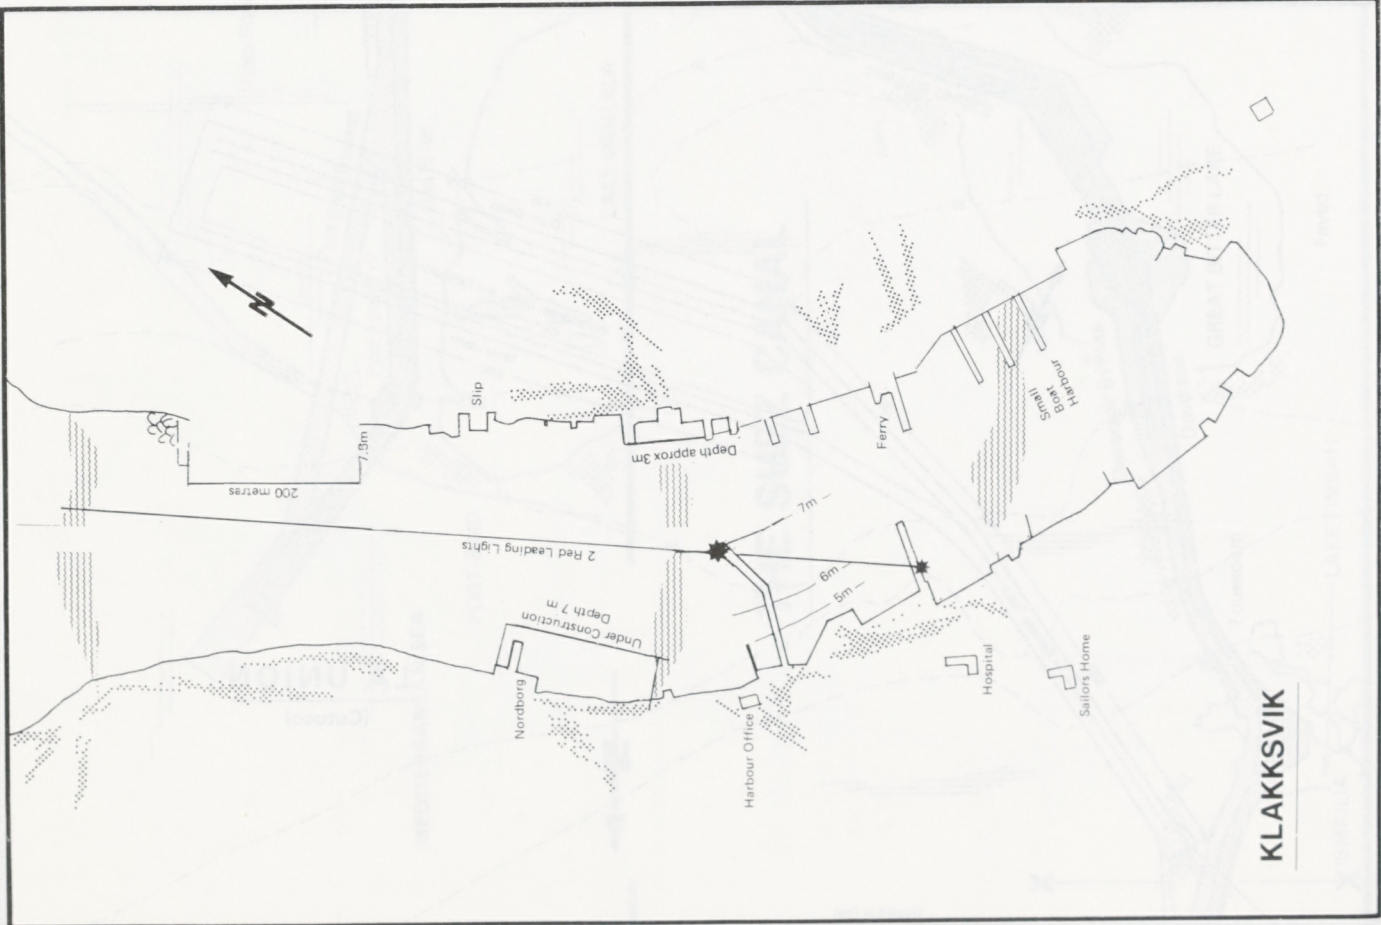 KLAKKSVIK
N
Slip
7.6m
200 metres
2 Red Leading Lights
Depth approx 3m
Ferry
Small
Boat
Harbour
7m
6m
5m
Under Construction
Depth 7 m
Nordborg
Harbour Office
Hospital
Sailors Home